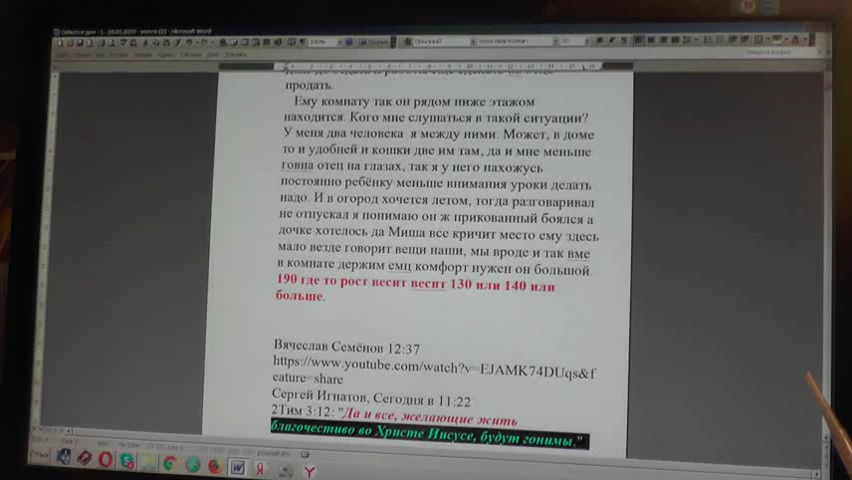 продать.
Ему комнату так он рядом ниже этажом
находится. Кого мне слушаться в такой ситуации?
У меня два человека я между ними. Может, в доме
то и удобней и кошки две им там, да и мне меньше
говна отец на глазах, так я у него нахожусь
постоянно ребёнку меньше внимания уроки делать
надо. И в огород хочется летом, тогда разговаривал
не отпускал я понимаю он ж прикованный боялся а
дочке хотелось да Миша все кричит место ему здесь
мало везде говорит вещи наши, мы вроде и так вме
в комнате держим емц комфорт нужен он большой.
190 где то рост весит весит 130 или 140 или
больше.
Вячеслав Семёнов 12:37
https://www.youtube.com/watch?v=EJAMK74DUqs&f
eature=share
Сергей Игнатов, Сегодня в 11:22
2Тим 3:12: "Да и все, желающие жить
благочестиво во Христе Иисусе, будут гонимы."